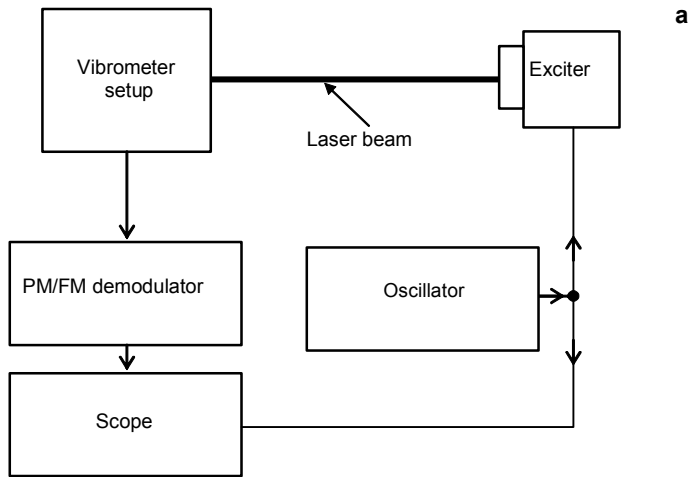 a
Vibrometer
setup
Exciter
Laser beam
PM/FM demodulator
Oscillator
Scope